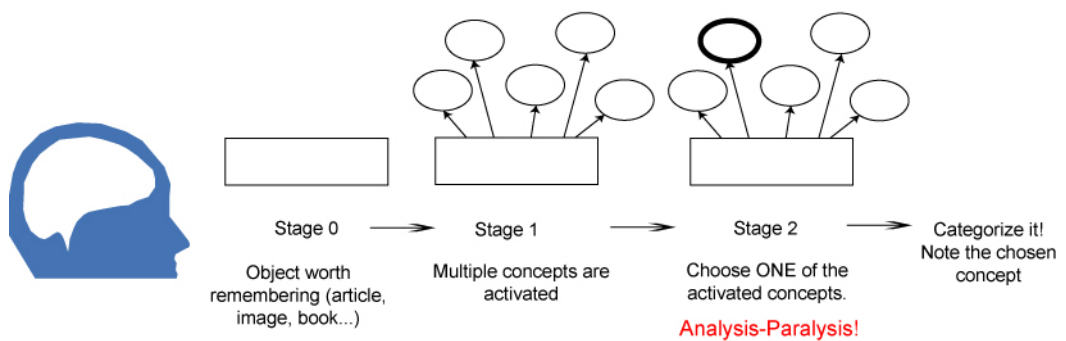 Stage 0
Object worth
remembering (article,
image, book...)
Stage 1
Multiple concepts are
activated
Stage 2
Choose ONE of the
activated concepts.
Analysis-Paralysis!
Categorize it!
Note the chosen
concept